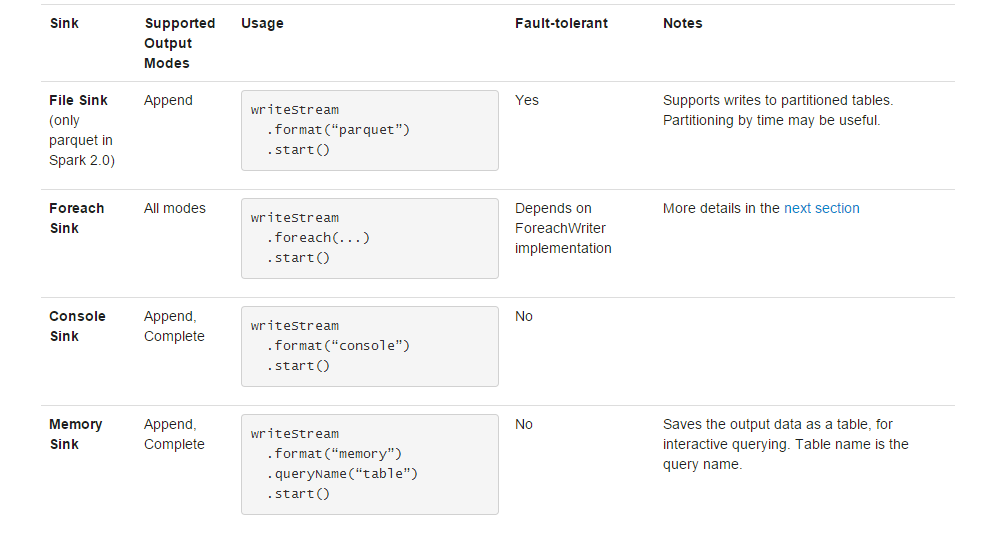 Sink
Supported
Output
Modes
Usage
Fault-tolerant
Notes
File Sink
(only
parquet in
Spark 2.0)
Append
writeStream
.format(“parquet”)
.start()
Yes
Supports writes to partitioned tables.
Partitioning by time may be useful.
Foreach
Sink
All modes
writeStream
.foreach(...)
.start()
Depends on
ForeachWriter
implementation
More details in the next section
Console
Sink
Append,
Complete
writeStream
.format(“console”)
.start()
No
Memory
Sink
Append,
Complete
writeStream
.format(“memory”)
.queryName(“table”)
.start()
No
Saves the output data as a table, for
interactive querying. Table name is the
query name.